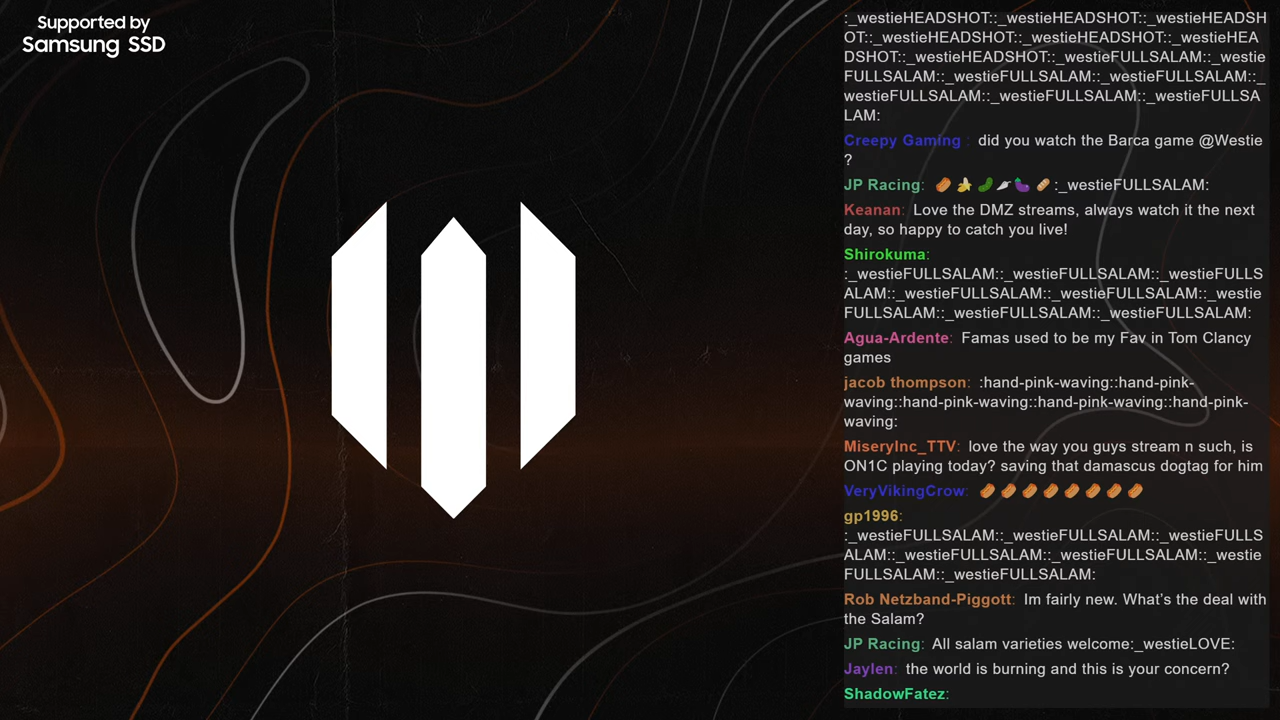 Supported by
Samsung SSD
:_westieHEADSHOT::_westieHEADSHOT::_westieHEADSH
OT::_westieHEADSHOT::_westieHEADSHOT::_westieHEA
DSHOT::_westieHEADSHOT::_westieFULLSALAM::_westie
FULLSALAM::_westieFULLSALAM::_westieFULLSALAM::_
westieFULLSALAM::_westieFULLSALAM::_westieFULLSA
LAM:
Creepy Gaming : did you watch the Barca game @Westie
?
JP Racing: 🥔 🍌 🥒 🌶 🍆 🥖 :_westieFULLSALAM:
Keanan: Love the DMZ streams, always watch it the next
day, so happy to catch you live!
Shirokuma:
:_westieFULLSALAM::_westieFULLSALAM::_westieFULLS
ALAM::_westieFULLSALAM::_westieFULLSALAM::_westie
FULLSALAM::_westieFULLSALAM::_westieFULLSALAM:
Agua-Ardente: Famas used to be my Fav in Tom Clancy
games
jacob thompson: :hand-pink-waving::hand-pink-
waving::hand-pink-waving::hand-pink-waving::hand-pink-
waving:
MiseryInc_TTV: love the way you guys stream n such, is
ON1C playing today? saving that damascus dogtag for him
VeryVikingCrow: 🥔 🥔 🥔 🥔 🥔 🥔 🥔 🥔
gp1996:
:_westieFULLSALAM::_westieFULLSALAM::_westieFULLS
ALAM::_westieFULLSALAM::_westieFULLSALAM::_westie
FULLSALAM::_westieFULLSALAM:
Rob Netzband-Piggott: Im fairly new. What's the deal with
the Salam?
JP Racing: All salam varieties welcome:_westieLOVE:
Jaylen: the world is burning and this is your concern?
ShadowFatez: